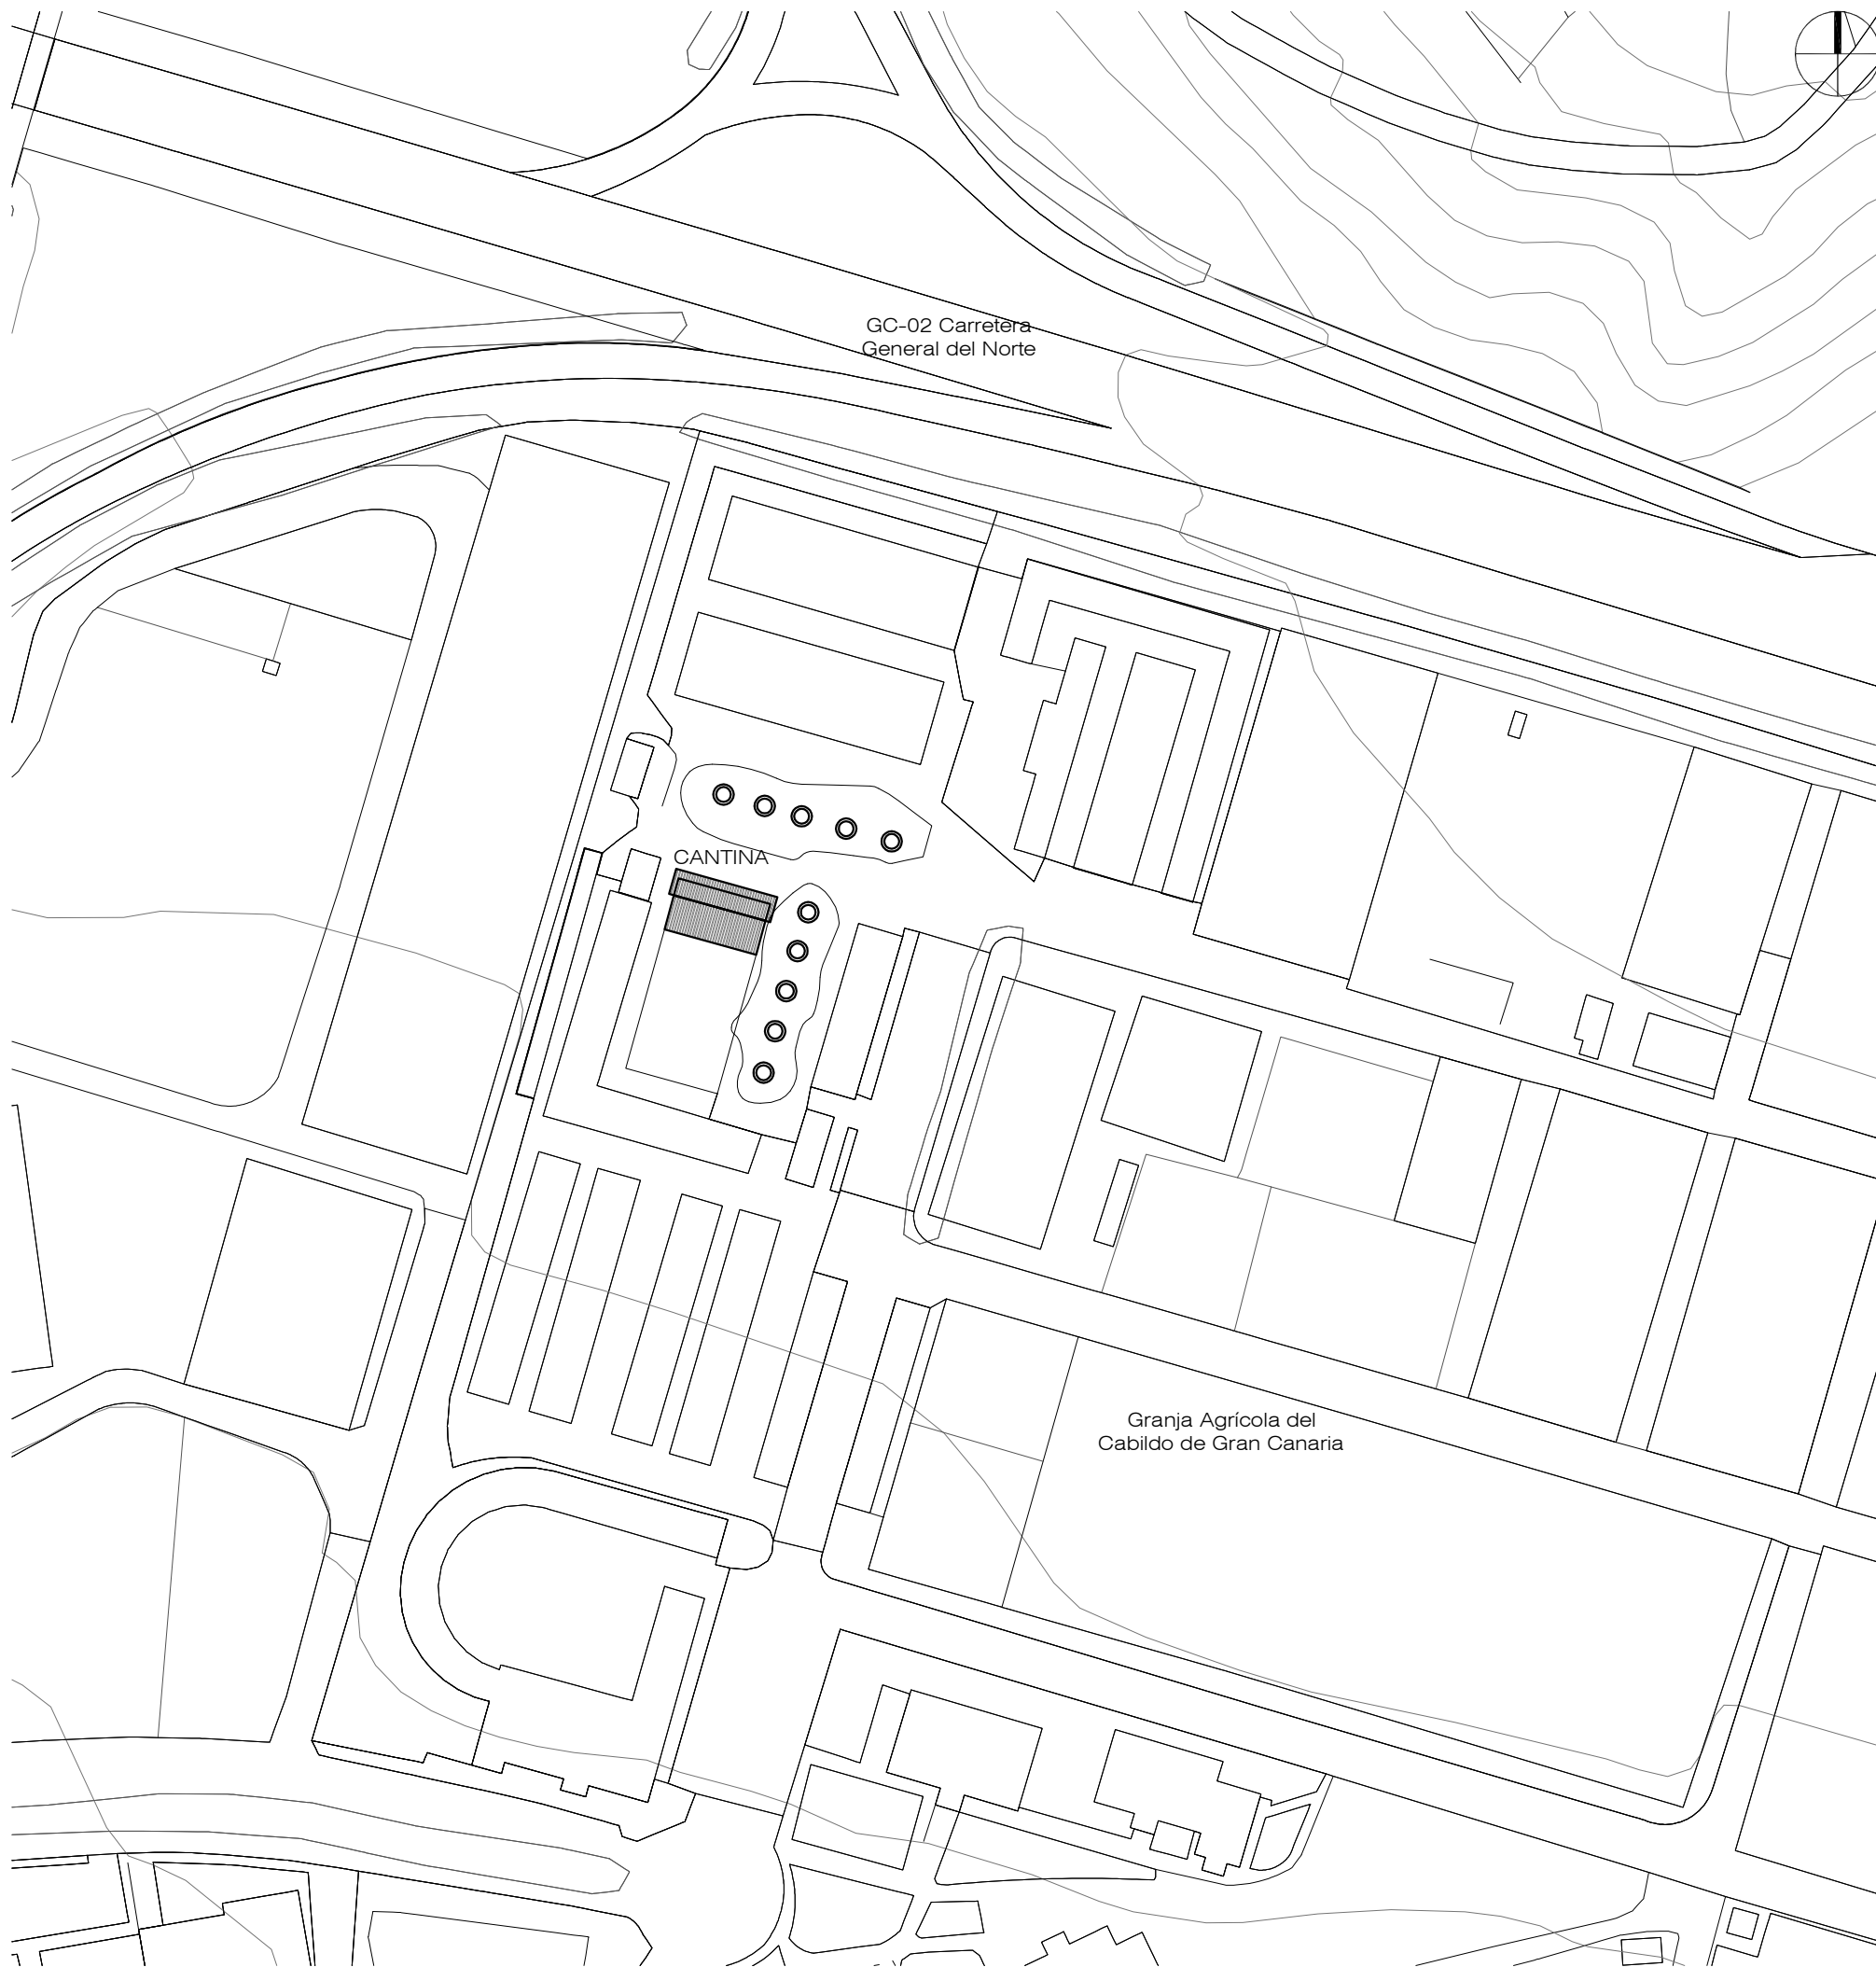 GC-02 Carretera
General del Norte
CANTINA
Granja Agrícola del
Cabildo de Gran Canaria